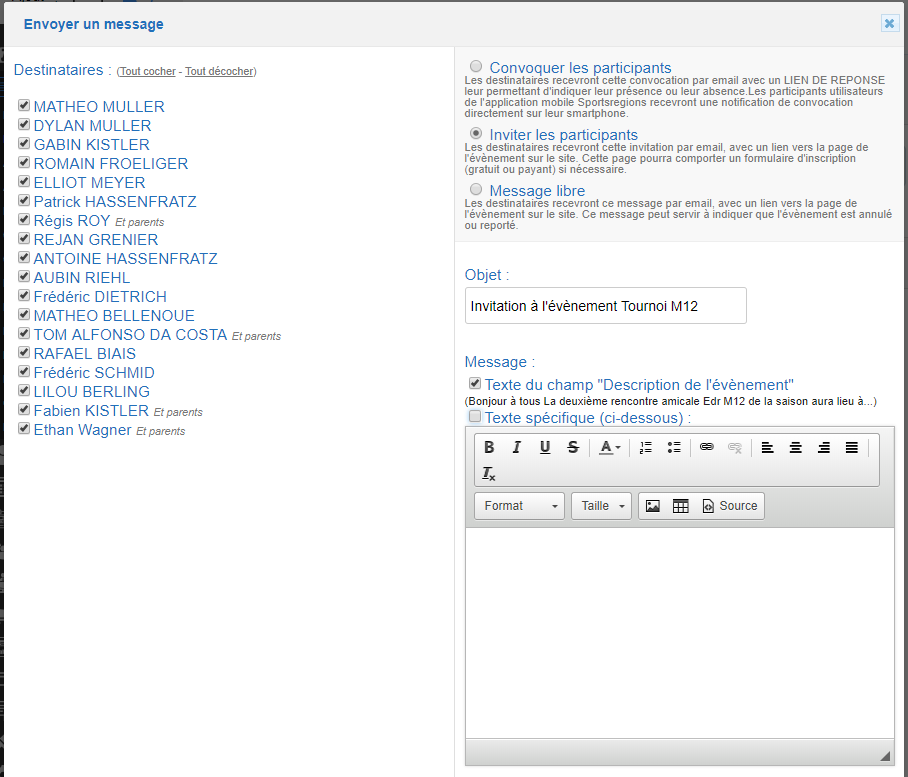 Envoyer un message
Destinataires : (Tout cocher - Tout décocher)
MATHEO MULLER
DYLAN MULLER
GABIN KISTLER
ROMAIN FROELIGER
ELLIOT MEYER
Patrick HASSENFRATZ
Régis ROY Et parents
REJAN GRENIER
ANTOINE HASSENFRATZ
AUBIN RIEHL
Frédéric DIETRICH
MATHEO BELLENOUE
TOM ALFONSO DA COSTA Et parents
RAFAEL BIAIS
Frédéric SCHMID
LILOU BERLING
Fabien KISTLER Et parents
Ethan Wagner Et parents
Convoquer les participants
Les destinataires recevront cette convocation par email avec un LIEN DE REPONSE
leur permettant d'indiquer leur présence ou leur absence.Les participants utilisateurs
de l'application mobile Sportsregions recevront une notification de convocation
directement sur leur smartphone.
Inviter les participants
Les destinataires recevront cette invitation par email, avec un lien vers la page de
l'évènement sur le site. Cette page pourra comporter un formulaire d'inscription
(gratuit ou payant) si nécessaire.
Message libre
Les destinataires recevront ce message par email, avec un lien vers la page de
l'évènement sur le site. Ce message peut servir à indiquer que l'évènement est annulé
ou reporté.
Objet :
Invitation à l'évènement Tournoi M12
Message :
Texte du champ "Description de l'évènement"
(Bonjour à tous La deuxième rencontre amicale Edr M12 de la saison aura lieu à...)
Texte spécifique (ci-dessous) :
B I U S A
Format Taille Source